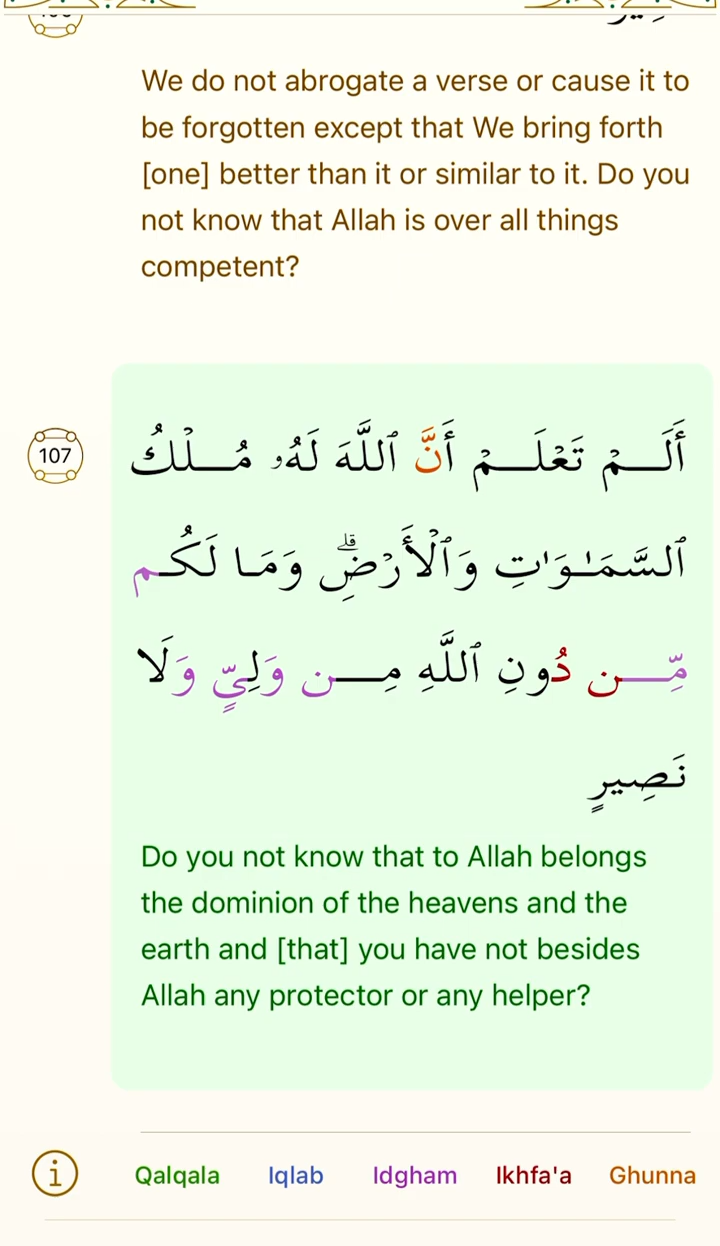 We do not abrogate a verse or cause it to
be forgotten except that We bring forth
[one] better than it or similar to it. Do you
not know that Allah is over all things
competent?
107
أَلَمْ تَعْلَمْ أَنَّ ٱللَّهَ لَهُۥ مُلْكُ
ٱلسَّمَـٰوَٰتِ وَٱلْأَرْضِ ۗ وَمَا لَكُم
مِّن دُونِ ٱللَّهِ مِن وَلِىٍّ وَلَا
نَصِيرٍ
Do you not know that to Allah belongs
the dominion of the heavens and the
earth and [that] you have not besides
Allah any protector or any helper?
Qalqala Iqlab Idgham Ikhfa'a Ghunna